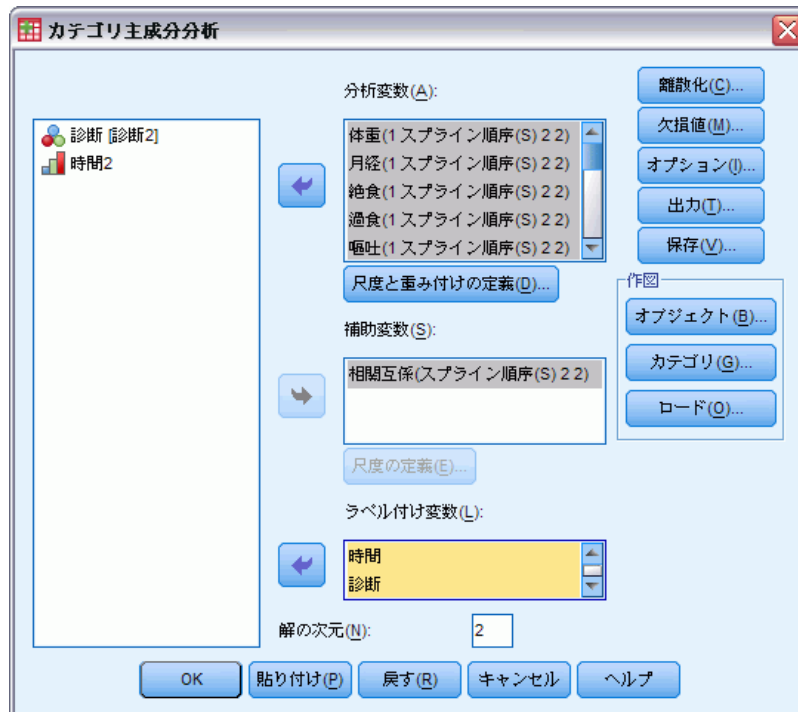 カテゴリ主成分分析
診断 [診断2]
時間2
分析変数(A):
体重(1 スプライン順序(S) 2 2)
月経(1 スプライン順序(S) 2 2)
絶食(1 スプライン順序(S) 2 2)
過食(1 スプライン順序(S) 2 2)
嘔吐(1 スプライン順序(S) 2 2)
尺度と重み付けの定義(D)...
補助変数(S):
相関互係(スプライン順序(S) 2 2)
尺度の定義(E)...
ラベル付け変数(L):
時間
診断
解の次元(N):
2
離散化(C)...
欠損値(M)...
オプション(I)...
出力(T)...
保存(V)...
作図
オブジェクト(B)...
カテゴリ(G)...
ロード(O)...
OK
貼り付け(P)
戻す(R)
キャンセル
ヘルプ